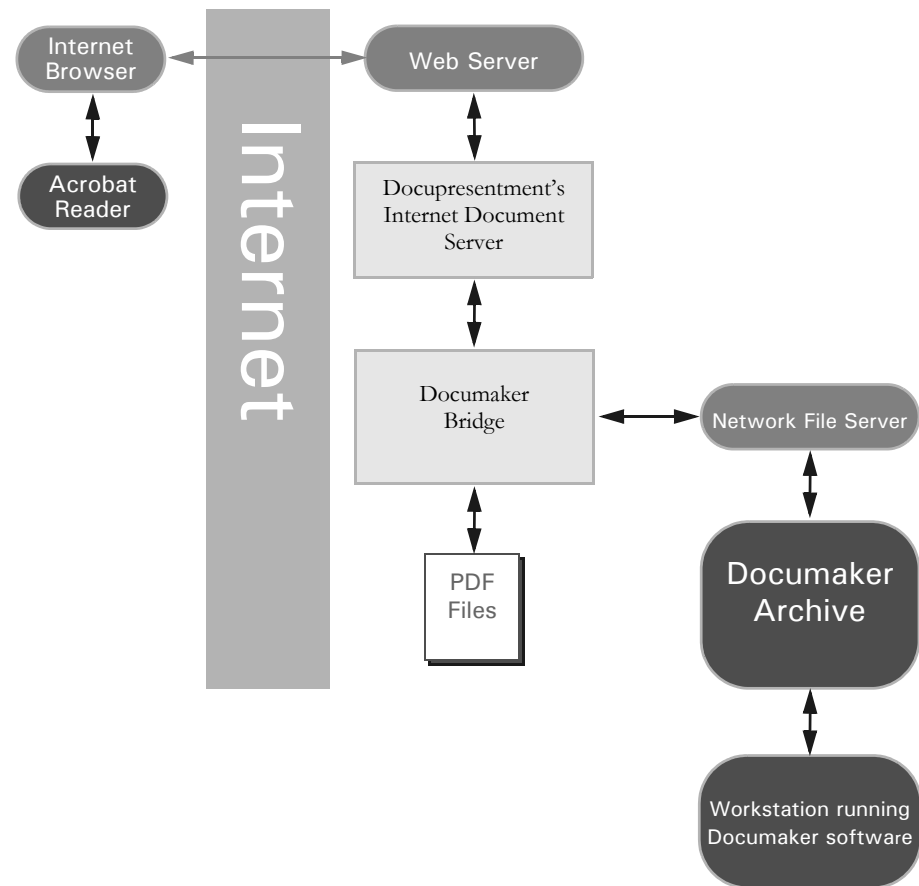 Internet
Browser
Web Server
Acrobat
Reader
Internet
Docupresentment’s
Internet Document
Server
Documaker
Bridge
Network File Server
PDF
Files
Documaker
Archive
Workstation running
Documaker software